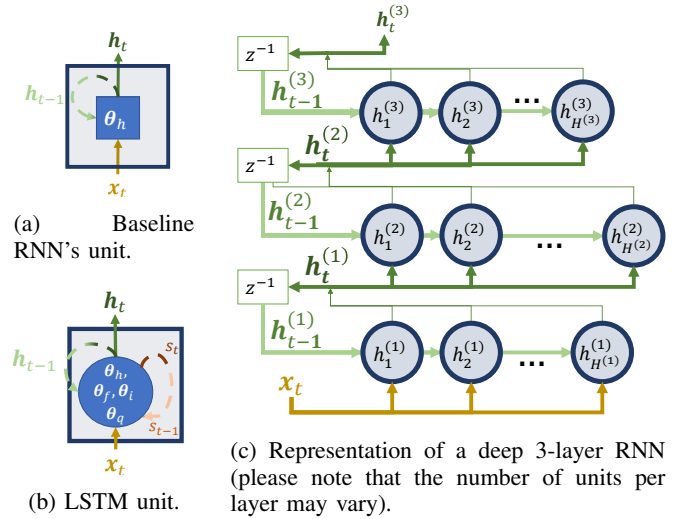 h_t
h_{t-1}
θ_h
x_t
(a) Baseline
RNN's unit.
h_t
h_{t-1}
s_t
θ_h,
θ_f, θ_i
θ_q
s_{t-1}
x_t
(b) LSTM unit.
h_t^{(3)}
z^{-1}
h_{t-1}^{(3)}
h_1^{(3)} h_2^{(3)} ... h_{H^{(3)}}^{(3)}
h_t^{(2)}
z^{-1}
h_{t-1}^{(2)}
h_1^{(2)} h_2^{(2)} ... h_{H^{(2)}}^{(2)}
h_t^{(1)}
z^{-1}
h_{t-1}^{(1)}
h_1^{(1)} h_2^{(1)} ... h_{H^{(1)}}^{(1)}
x_t
(c) Representation of a deep 3-layer RNN
(please note that the number of units per
layer may vary).